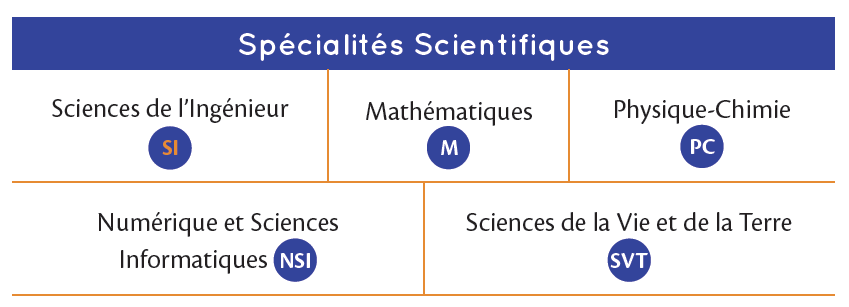 Spécialités Scientifiques
Sciences de l'Ingénieur
SI
Mathématiques
M
Physique-Chimie
PC
Numérique et Sciences
Informatiques NSI
Sciences de la Vie et de la Terre
SVT